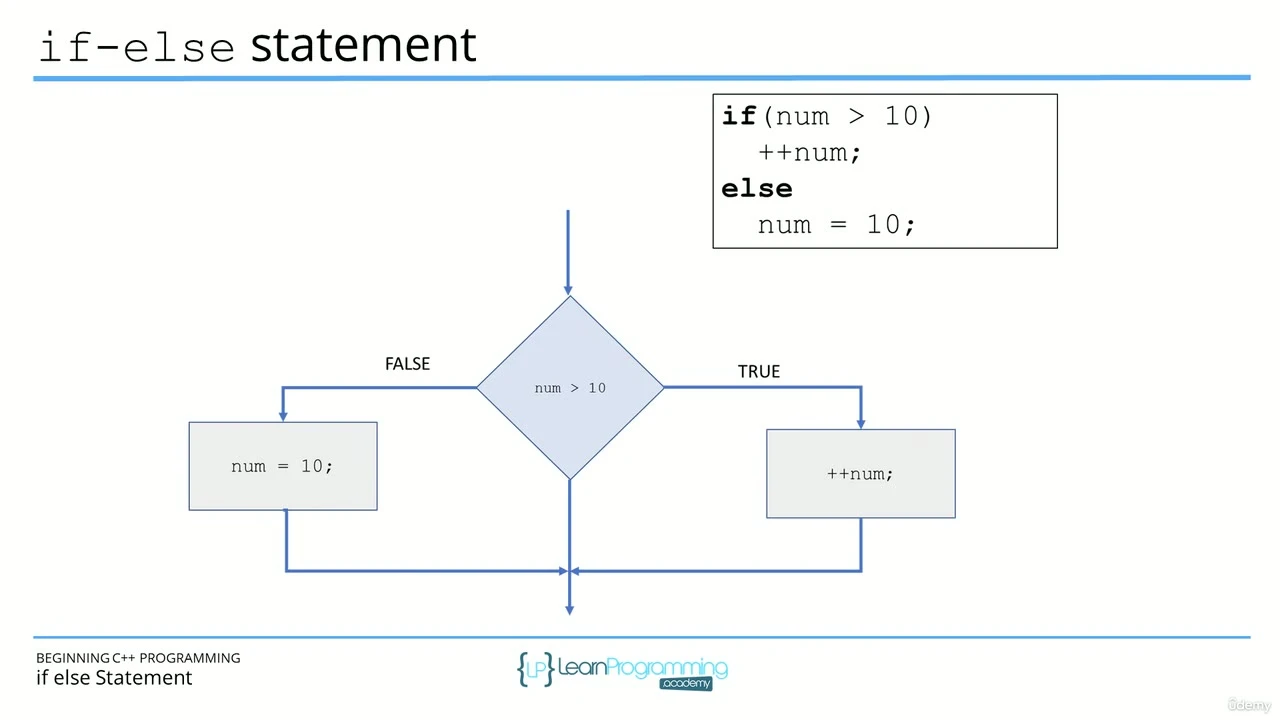 if-else statement
if(num > 10)
++num;
else
num = 10;
FALSE
TRUE
num > 10
num = 10;
++num;
BEGINNING C++ PROGRAMMING
if else Statement
{LP} LearnProgramming
.academy
ûdemy